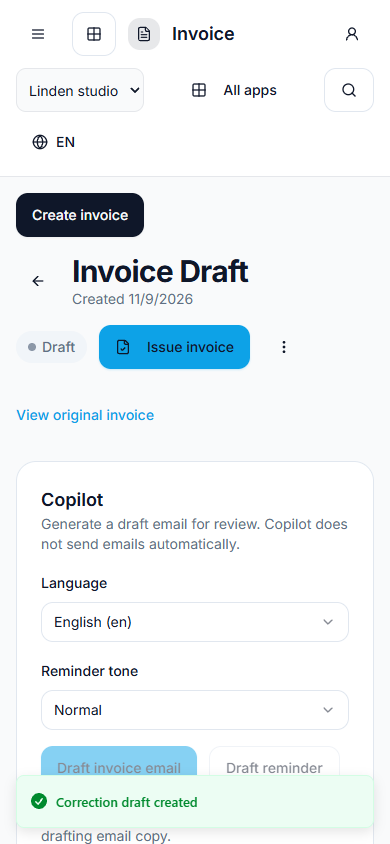 Invoice
Linden studio
All apps
EN
Create invoice
Invoice Draft
Created 11/9/2026
Draft
Issue invoice
View original invoice
Copilot
Generate a draft email for review. Copilot does
not send emails automatically.
Language
English (en)
Reminder tone
Normal
Draft invoice email
Draft reminder
Correction draft created
drafting email copy.